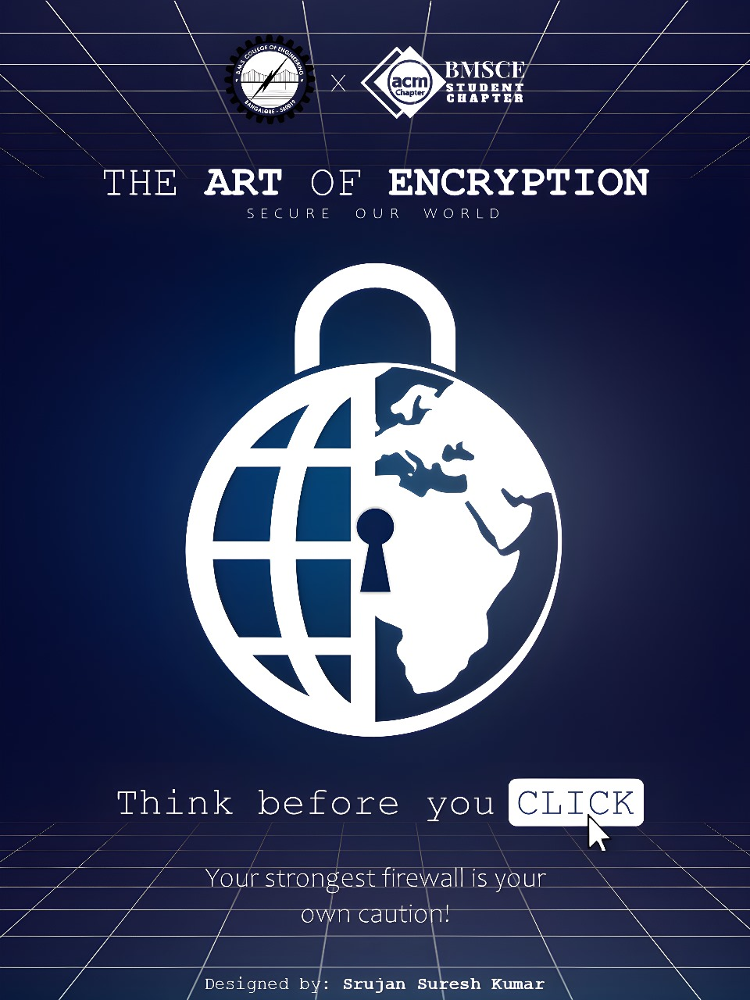 B.M.S. COLLEGE OF ENGINEERING
BANGALORE - 560019
X
acm
Chapter
BMSCE
STUDENT
CHAPTER
THE ART OF ENCRYPTION
SECURE OUR WORLD
Think before you CLICK
Your strongest firewall is your
own caution!
Designed by: Srujan Suresh Kumar